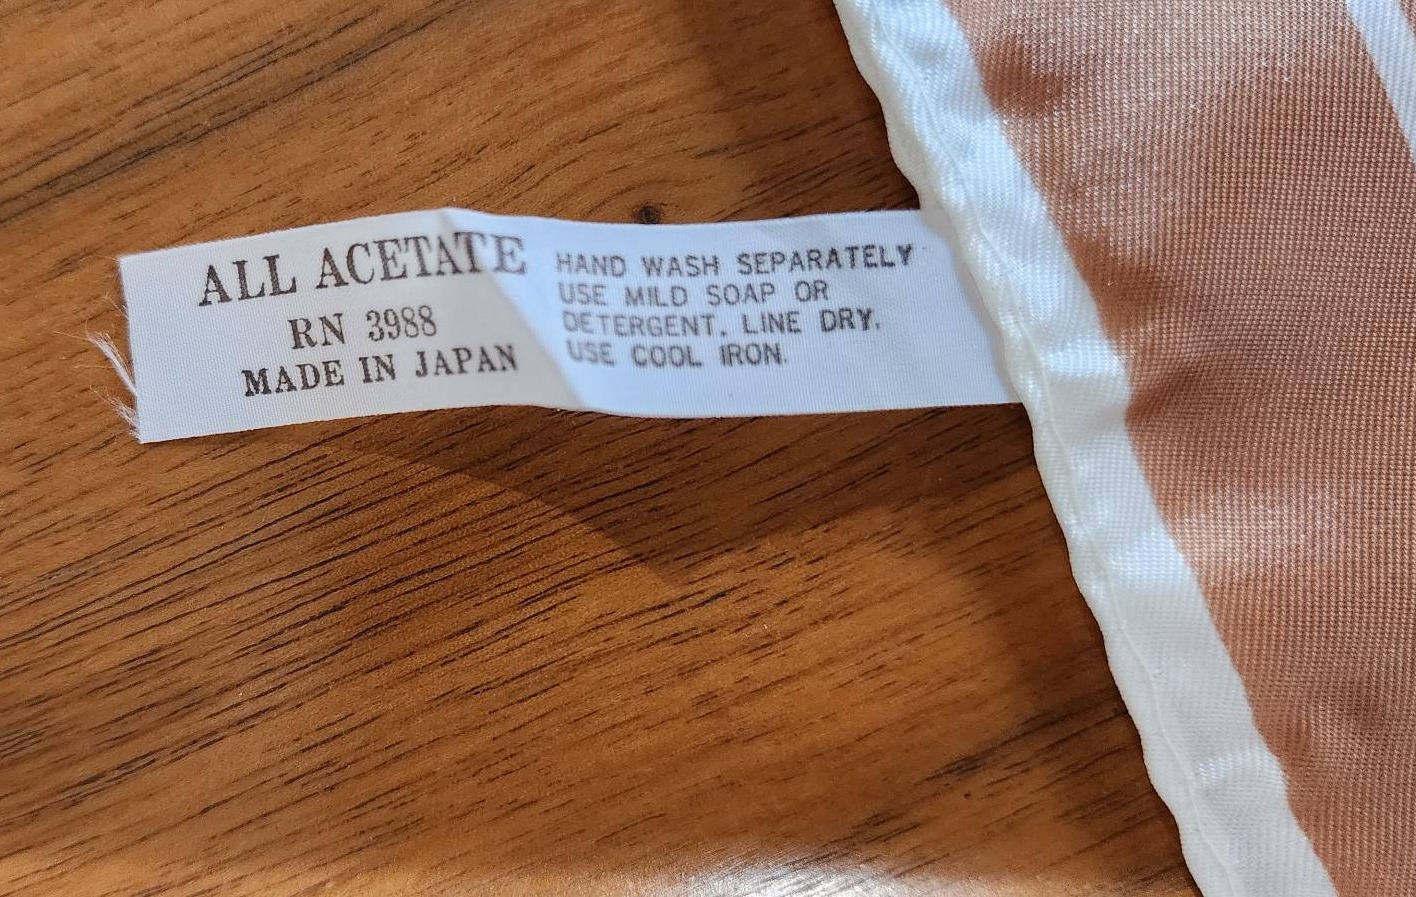 ALL ACETATE
RN 3988
MADE IN JAPAN
HAND WASH SEPARATELY
USE MILD SOAP OR
DETERGENT. LINE DRY.
USE COOL IRON.